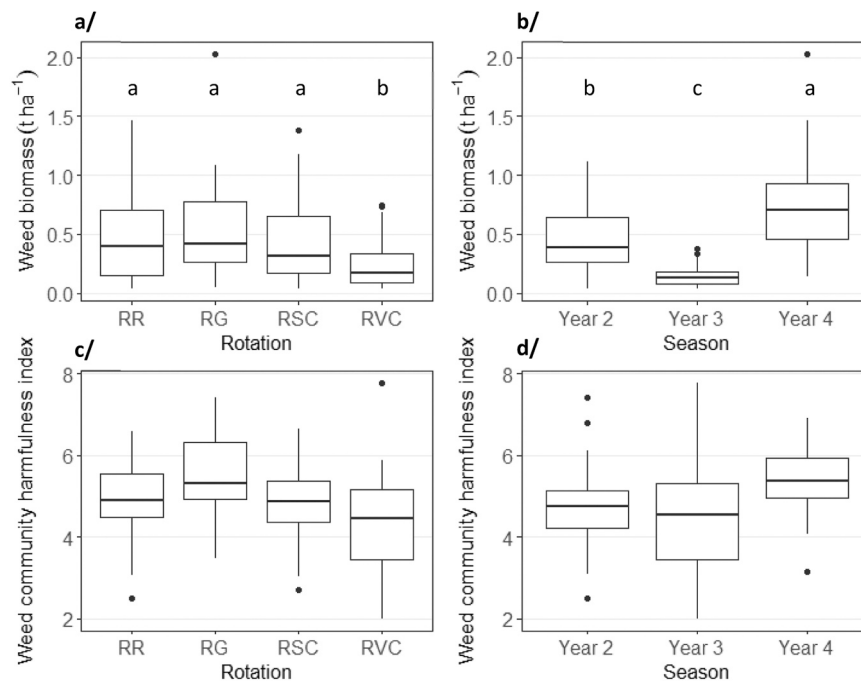 a/
Weed biomass (t ha⁻¹)
2.0
1.5
1.0
0.5
0.0
a a a b
RR RG RSC RVC
Rotation
b/
Weed biomass (t ha⁻¹)
2.0
1.5
1.0
0.5
0.0
b c a
Year 2 Year 3 Year 4
Season
c/
Weed community harmfulness index
8
6
4
2
RR RG RSC RVC
Rotation
d/
Weed community harmfulness index
8
6
4
2
Year 2 Year 3 Year 4
Season